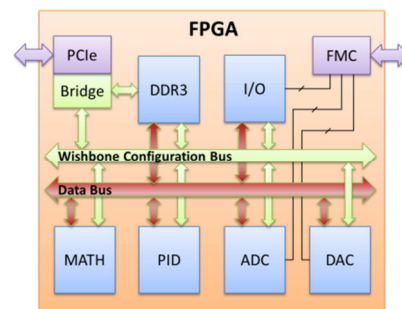 FPGA
PCIe
FMC
Bridge
DDR3
I/O
Wishbone Configuration Bus
Data Bus
MATH
PID
ADC
DAC